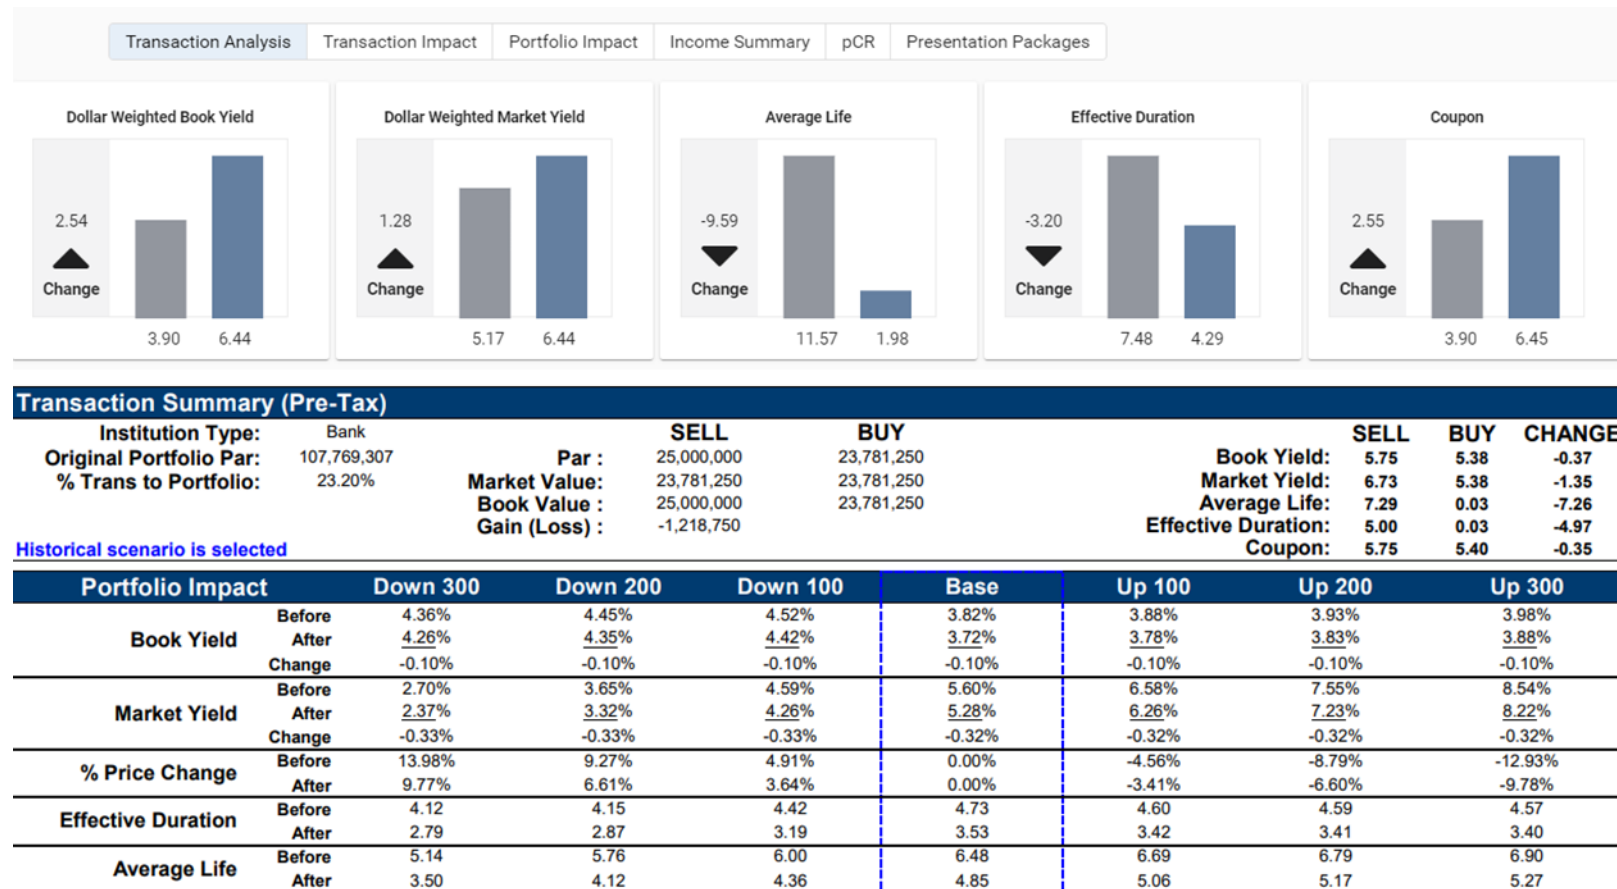 Transaction Analysis Transaction Impact Portfolio Impact Income Summary pCR Presentation Packages
Dollar Weighted Book Yield Dollar Weighted Market Yield Average Life Effective Duration Coupon
2.54 1.28 -9.59 -3.20 2.55
Change Change Change Change Change
3.90 6.44 5.17 6.44 11.57 1.98 7.48 4.29 3.90 6.45
Transaction Summary (Pre-Tax)
Institution Type: Bank SELL BUY SELL BUY CHANGE
Original Portfolio Par: 107,769,307 Par : 25,000,000 23,781,250 Book Yield: 5.75 5.38 -0.37
% Trans to Portfolio: 23.20% Market Value: 23,781,250 23,781,250 Market Yield: 6.73 5.38 -1.35
Book Value : 25,000,000 23,781,250 Average Life: 7.29 0.03 -7.26
Gain (Loss) : -1,218,750 Effective Duration: 5.00 0.03 -4.97
Historical scenario is selected Coupon: 5.75 5.40 -0.35
Portfolio Impact Down 300 Down 200 Down 100 Base Up 100 Up 200 Up 300
Before 4.36% 4.45% 4.52% 3.82% 3.88% 3.93% 3.98%
Book Yield After 4.26% 4.35% 4.42% 3.72% 3.78% 3.83% 3.88%
Change -0.10% -0.10% -0.10% -0.10% -0.10% -0.10% -0.10%
Before 2.70% 3.65% 4.59% 5.60% 6.58% 7.55% 8.54%
Market Yield After 2.37% 3.32% 4.26% 5.28% 6.26% 7.23% 8.22%
Change -0.33% -0.33% -0.33% -0.32% -0.32% -0.32% -0.32%
% Price Change Before 13.98% 9.27% 4.91% 0.00% -4.56% -8.79% -12.93%
After 9.77% 6.61% 3.64% 0.00% -3.41% -6.60% -9.78%
Effective Duration Before 4.12 4.15 4.42 4.73 4.60 4.59 4.57
After 2.79 2.87 3.19 3.53 3.42 3.41 3.40
Average Life Before 5.14 5.76 6.00 6.48 6.69 6.79 6.90
After 3.50 4.12 4.36 4.85 5.06 5.17 5.27